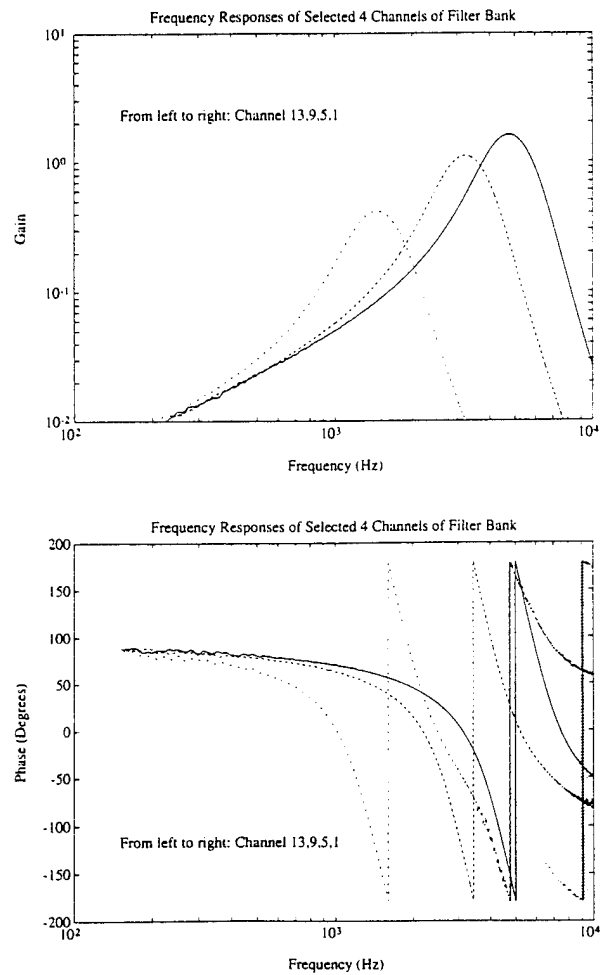 Frequency Responses of Selected 4 Channels of Filter Bank
10¹
10⁰
10⁻¹
10⁻²
Gain
From left to right: Channel 13,9,5,1
10²
10³
10⁴
Frequency (Hz)
Frequency Responses of Selected 4 Channels of Filter Bank
200
150
100
50
0
-50
-100
-150
-200
Phase (Degrees)
From left to right: Channel 13,9,5,1
10²
10³
10⁴
Frequency (Hz)